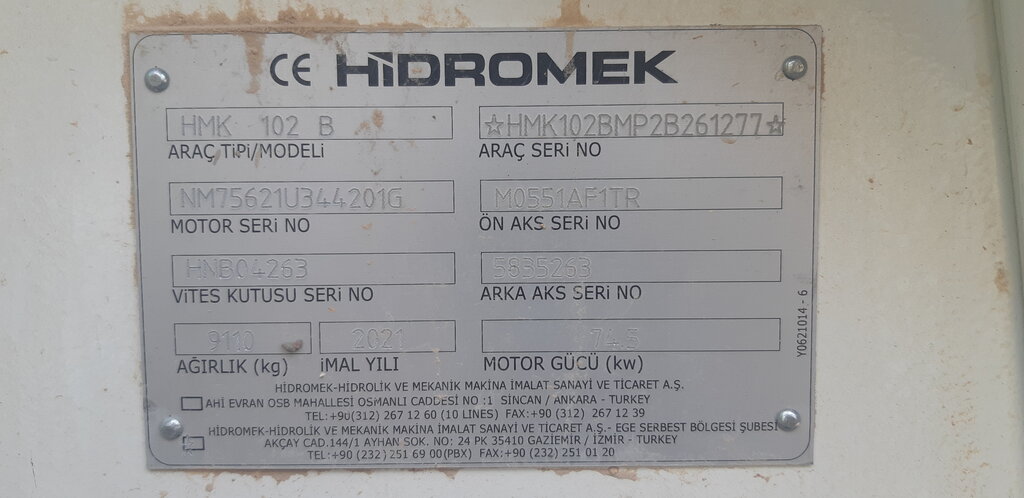 CE HİDROMEK
HMK 102 B
ARAÇ TİPİ/MODELİ
☆HMK102BMP2B261277☆
ARAÇ SERİ NO
NM75621U344201G
MOTOR SERİ NO
M0551AF1TR
ÖN AKS SERİ NO
HNB04263
VİTES KUTUSU SERİ NO
5835263
ARKA AKS SERİ NO
9110
AĞIRLIK (kg)
2021
İMAL YILI
74.3
MOTOR GÜCÜ (kw)
Y0621014 - 6
HİDROMEK-HİDROLİK VE MEKANİK MAKİNA İMALAT SANAYİ VE TİCARET A.Ş.
AHİ EVRAN OSB MAHALLESİ OSMANLI CADDESİ NO :1 SİNCAN / ANKARA - TURKEY
TEL:+90(312) 267 12 60 (10 LINES) FAX:+90 (312) 267 12 39
HİDROMEK-HİDROLİK VE MEKANİK MAKİNA İMALAT SANAYİ VE TİCARET A.Ş.- EGE SERBEST BÖLGESİ ŞUBESİ
AKÇAY CAD.144/1 AYHAN SOK. NO: 24 PK 35410 GAZİEMİR / İZMİR - TURKEY
TEL:+90 (232) 251 69 00(PBX) FAX:+90 (232) 251 01 20